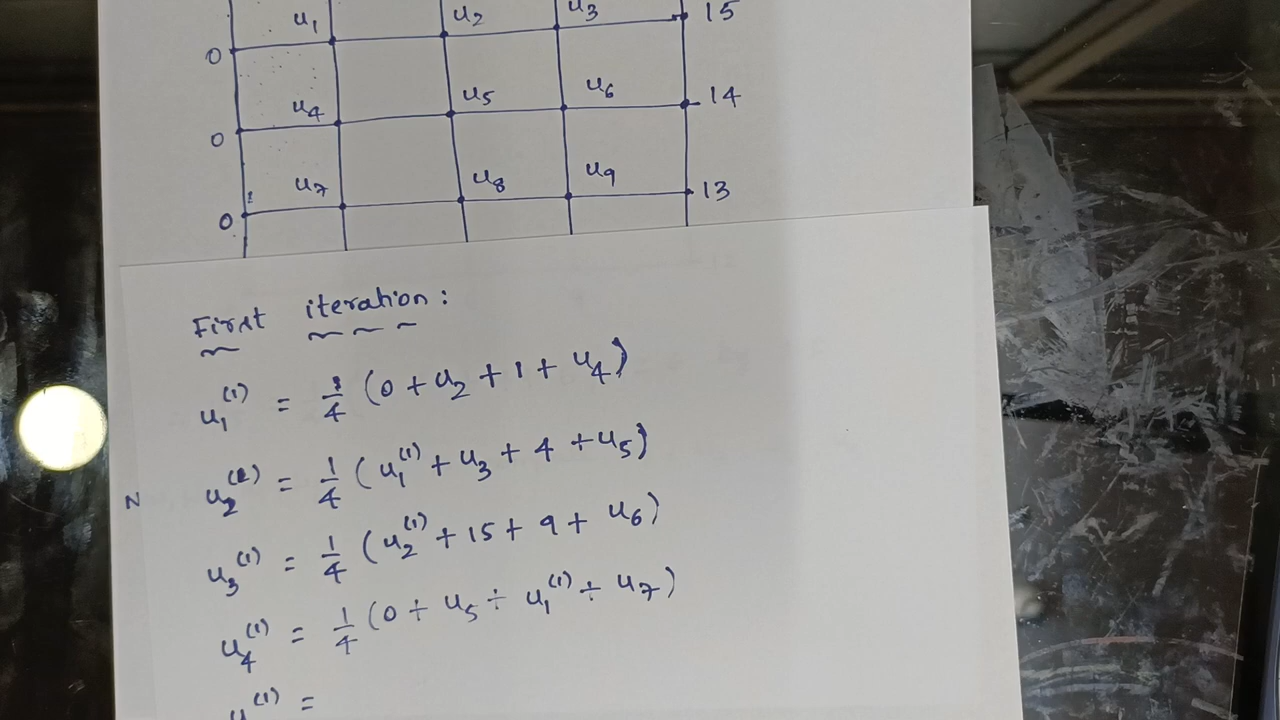 u₁ u₂ u₃ 15
0
u₄ u₅ u₆ 14
0
u₇ u₈ u₉ 13
0
First iteration:
u₁⁽¹⁾ = 1/4 (0 + u₂ + 1 + u₄)
N
u₂⁽²⁾ = 1/4 (u₁⁽¹⁾ + u₃ + 4 + u₅)
u₃⁽¹⁾ = 1/4 (u₂⁽¹⁾ + 15 + 9 + u₆)
u₄⁽¹⁾ = 1/4 (0 + u₅ ÷ u₁⁽¹⁾ ÷ u₇)
u⁽¹⁾ =